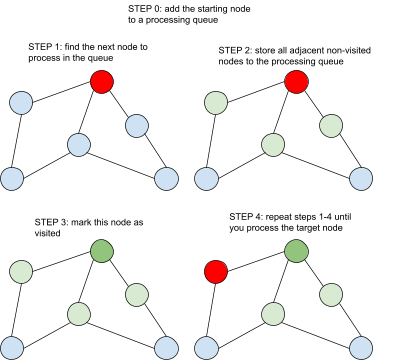 STEP 0: add the starting node
to a processing queue
STEP 1: find the next node to
process in the queue
STEP 2: store all adjacent non-visited
nodes to the processing queue
STEP 3: mark this node as
visited
STEP 4: repeat steps 1-4 until
you process the target node